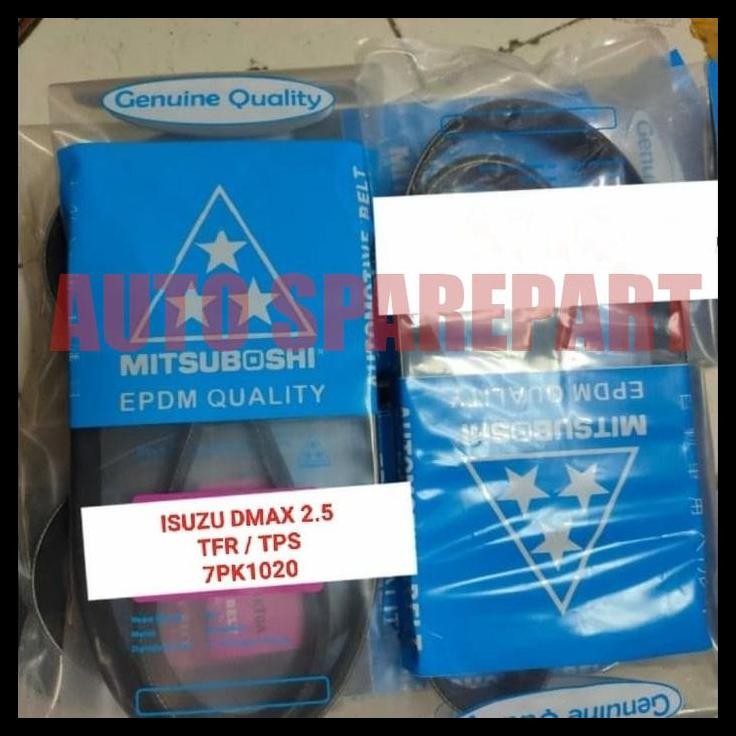 Genuine Quality
AUTOMOTIVE BELT
MITSUBOSHI
EPDM QUALITY
AUTO SPAREPART
ISUZU DMAX 2.5
TFR / TPS
7PK1020
EPDM QUALITY
MITSUBOSHI
BELT
Genuine Quality